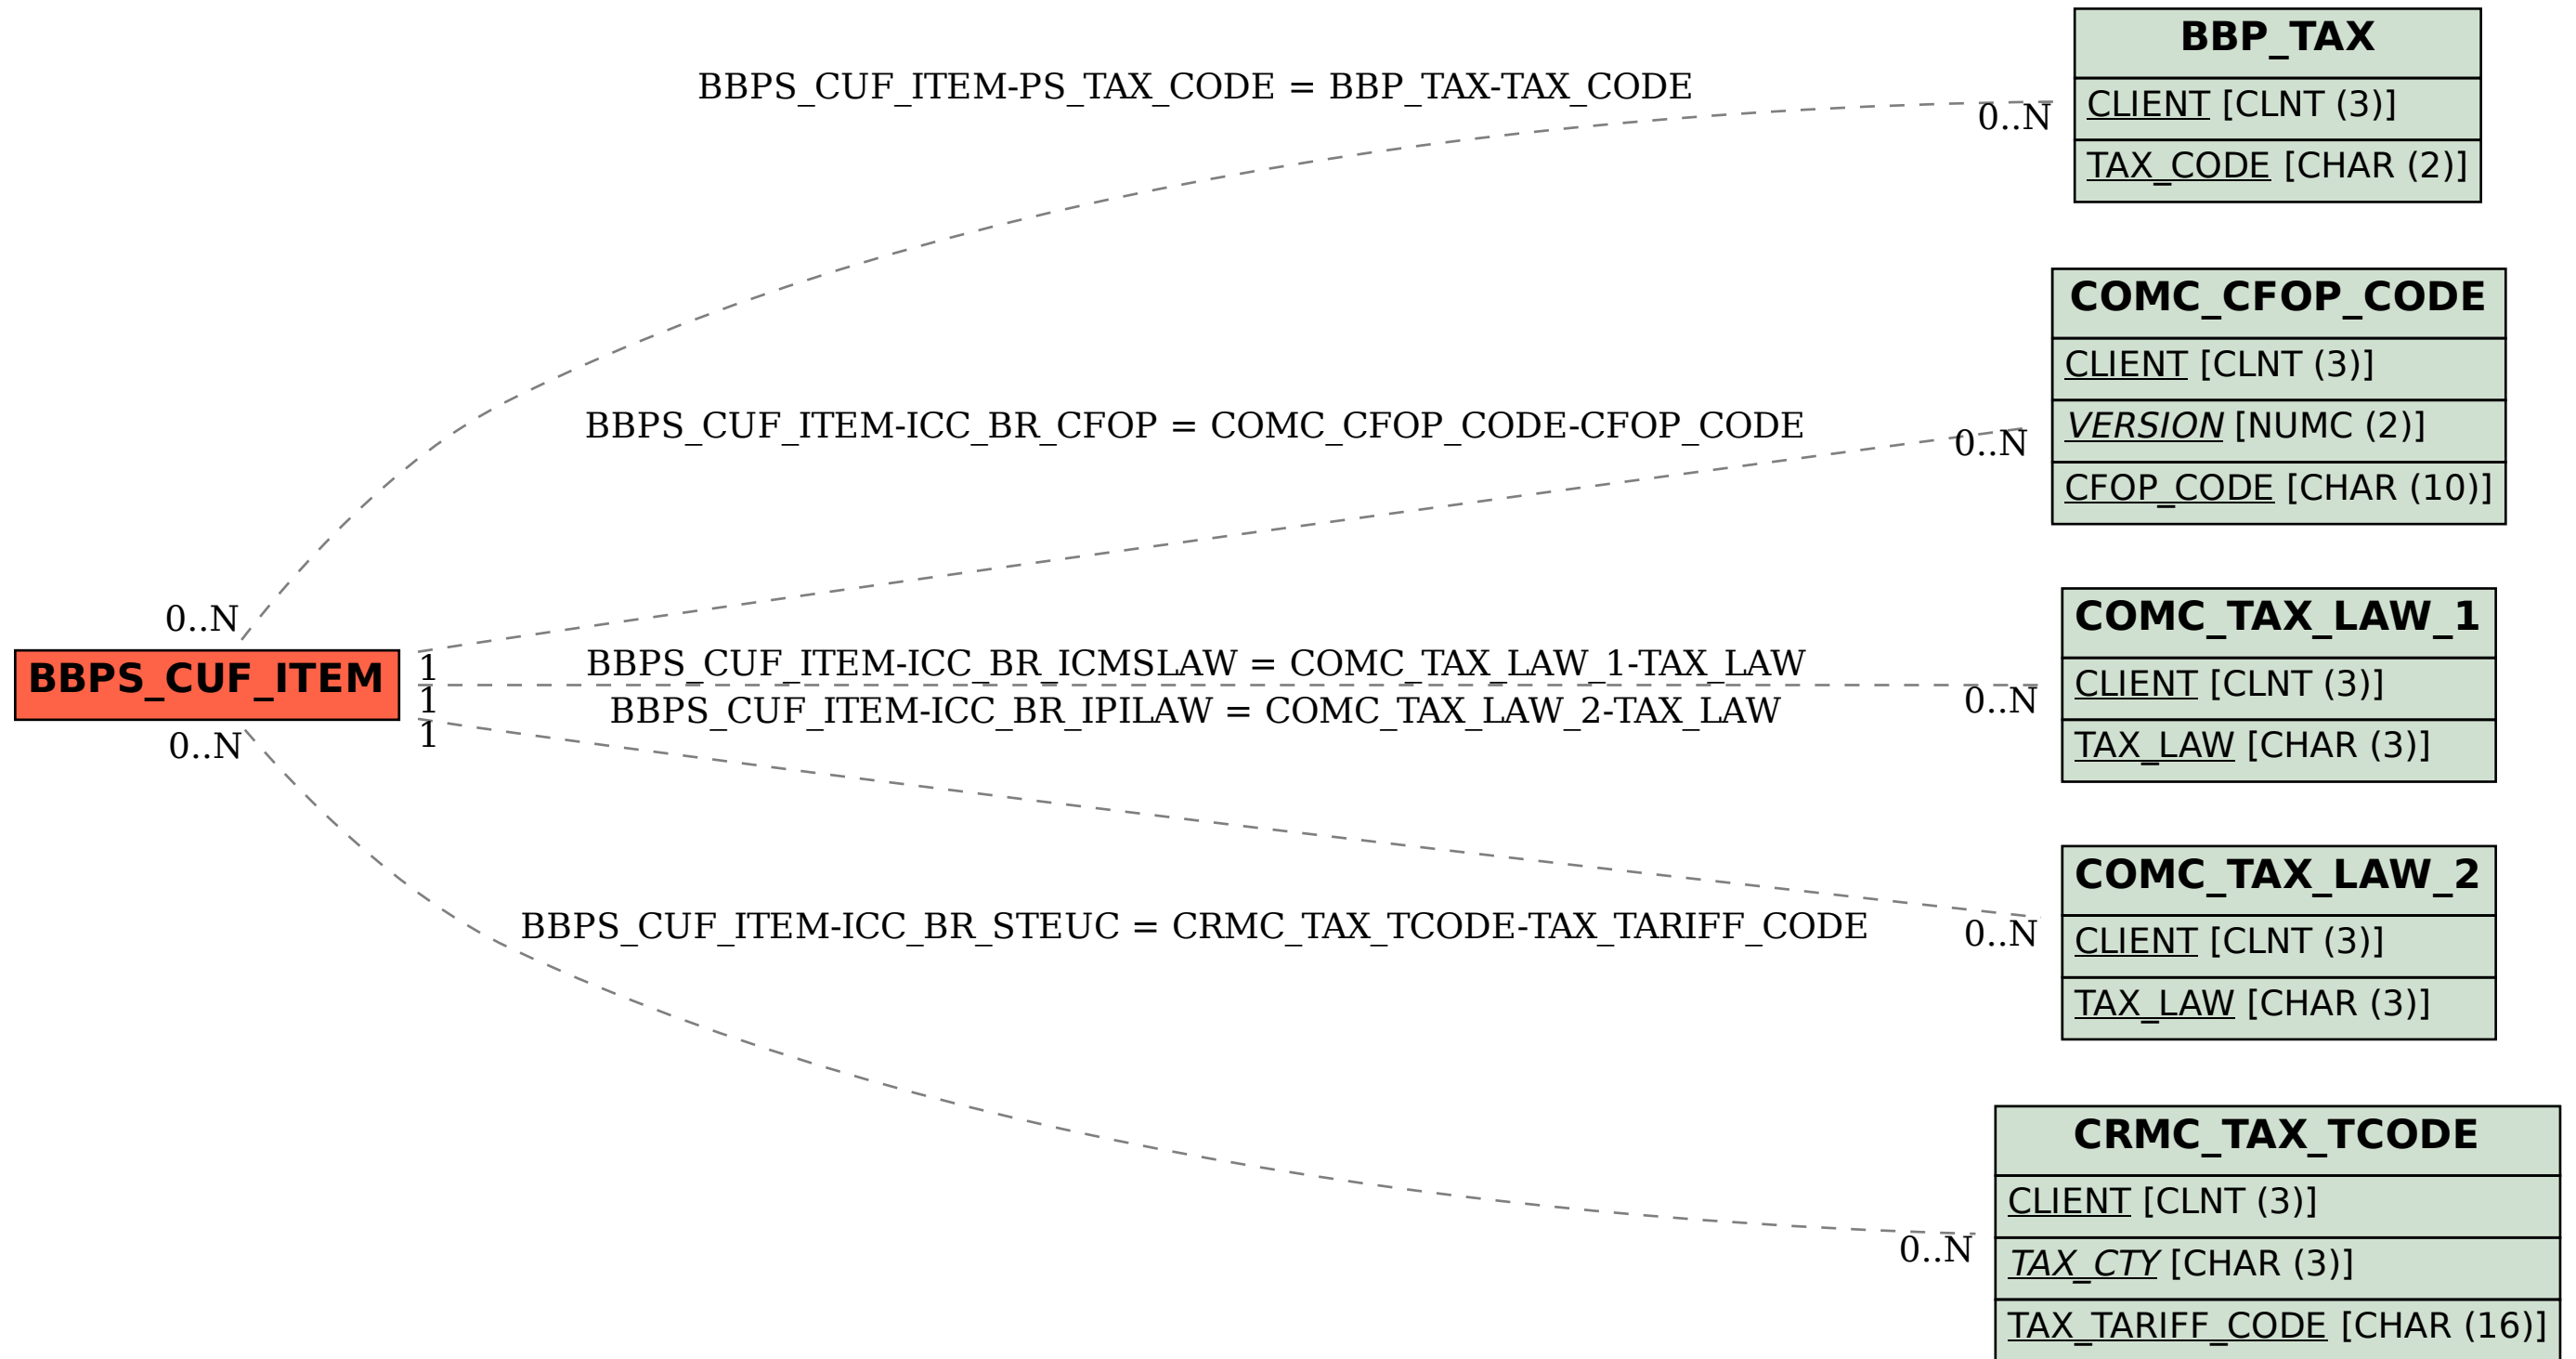 BBP_TAX
CLIENT [CLNT (3)]
TAX_CODE [CHAR (2)]
BBPS_CUF_ITEM-PS_TAX_CODE = BBP_TAX-TAX_CODE
0..N
COMC_CFOP_CODE
CLIENT [CLNT (3)]
VERSION [NUMC (2)]
CFOP_CODE [CHAR (10)]
BBPS_CUF_ITEM-ICC_BR_CFOP = COMC_CFOP_CODE-CFOP_CODE
0..N
0..N
BBPS_CUF_ITEM
0..N
1
1
1
BBPS_CUF_ITEM-ICC_BR_ICMSLAW = COMC_TAX_LAW_1-TAX_LAW
BBPS_CUF_ITEM-ICC_BR_IPILAW = COMC_TAX_LAW_2-TAX_LAW
0..N
COMC_TAX_LAW_1
CLIENT [CLNT (3)]
TAX_LAW [CHAR (3)]
COMC_TAX_LAW_2
CLIENT [CLNT (3)]
TAX_LAW [CHAR (3)]
BBPS_CUF_ITEM-ICC_BR_STEUC = CRMC_TAX_TCODE-TAX_TARIFF_CODE
0..N
CRMC_TAX_TCODE
CLIENT [CLNT (3)]
TAX_CTY [CHAR (3)]
TAX_TARIFF_CODE [CHAR (16)]
0..N